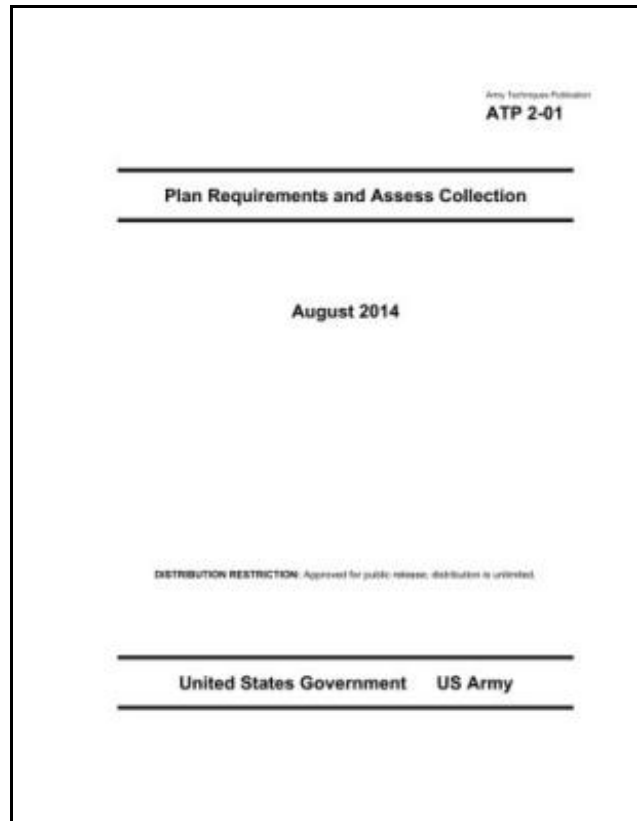 Army Techniques Publication
ATP 2-01
Plan Requirements and Assess Collection
August 2014
DISTRIBUTION RESTRICTION: Approved for public release; distribution is unlimited.
United States Government US Army